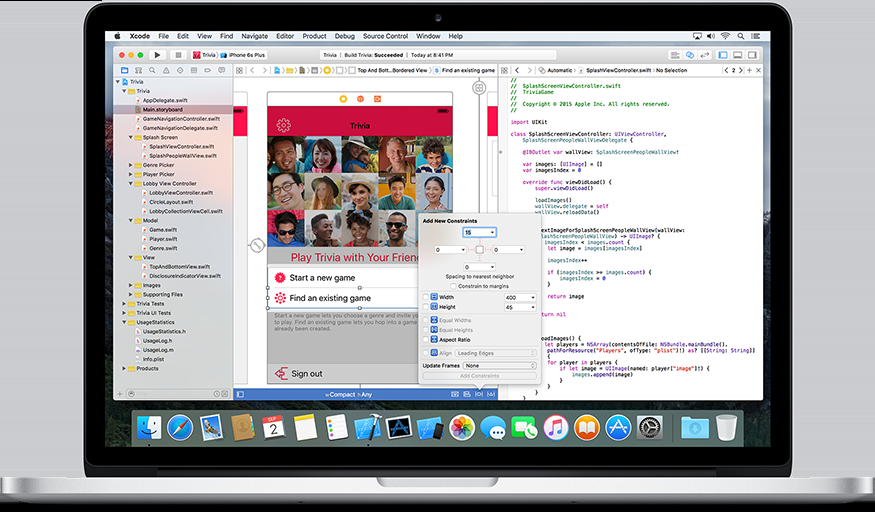 Xcode File Edit View Find Navigate Editor Product Debug Source Control Window Help
Trivia iPhone 6s Plus
Trivia Build Trivia: Succeeded Today at 8:41 PM
Top And Bott...Bordered View
Find an existing game
Automatic SplashViewController.swift No Selection
2
Trivia
Trivia
AppDelegate.swift
Main.storyboard
GameNavigationController.swift
GameNavigationDelegate.swift
Splash Screen
SplashViewController.swift
SplashPeopleWallView.swift
Genre Picker
Player Picker
Lobby View Controller
LobbyViewController.swift
CircleLayout.swift
LobbyCollectionViewCell.swift
Model
Game.swift
Player.swift
Genre.swift
View
TopAndBottomView.swift
DisclosureIndicatorView.swift
Images
Supporting Files
Trivia Tests
Trivia UITests
UsageStatistics
UsageStatistics.h
UsageLog.h
UsageLog.m
Info.plist
Products
Trivia
Play Trivia with Your Frien
Start a new game
Find an existing game
Start a new game lets you choose a genre and invite yo
to play. Find an existing game lets you hop into a game
already been created.
Sign out
wCompact hAny
Add New Constraints
15
0
0
0
Spacing to nearest neighbor
Constrain to margins
Width 400
Height 45
Equal Widths
Equal Heights
Aspect Ratio
Align Leading Edges
Update Frames None
Add Constraints
//
// SplashScreenViewController.swift
// TriviaGame
//
// Copyright © 2015 Apple Inc. All rights reserved.
//
import UIKit
class SplashScreenViewController: UIViewController,
SplashScreenPeopleWallViewDelegate {
@IBOutlet var wallView: SplashScreenPeopleWallView!
var images: [UIImage] = []
var imagesIndex = 0
override func viewDidLoad() {
super.viewDidLoad()
loadImages()
wallView.delegate = self
wallView.reloadData()
extImageForSplashScreenPeopleWallView(wallView:
SplashScreenPeopleWallView) -> UIImage? {
imagesIndex < images.count {
let image = images[imagesIndex]
imagesIndex++
if (imagesIndex >= images.count) {
imagesIndex = 0
}
return image
urn nil
loadImages() {
let players = NSArray(contentsOfFile: NSBundle.mainBundle().
pathForResource("Players", ofType: "plist")!) as? [[String: String]]
for player in players {
if let image = UIImage(named: player["image"]!) {
images.append(image)
}
}
SEP
2